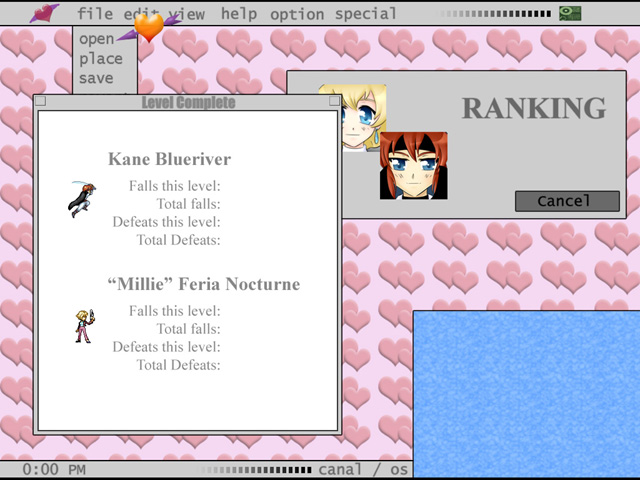 file edit view help option special
open
place
save
Level Complete
RANKING
Cancel
Kane Blueriver
Falls this level:
Total falls:
Defeats this level:
Total Defeats:
“Millie” Feria Nocturne
Falls this level:
Total falls:
Defeats this level:
Total Defeats:
0:00 PM
canal / os